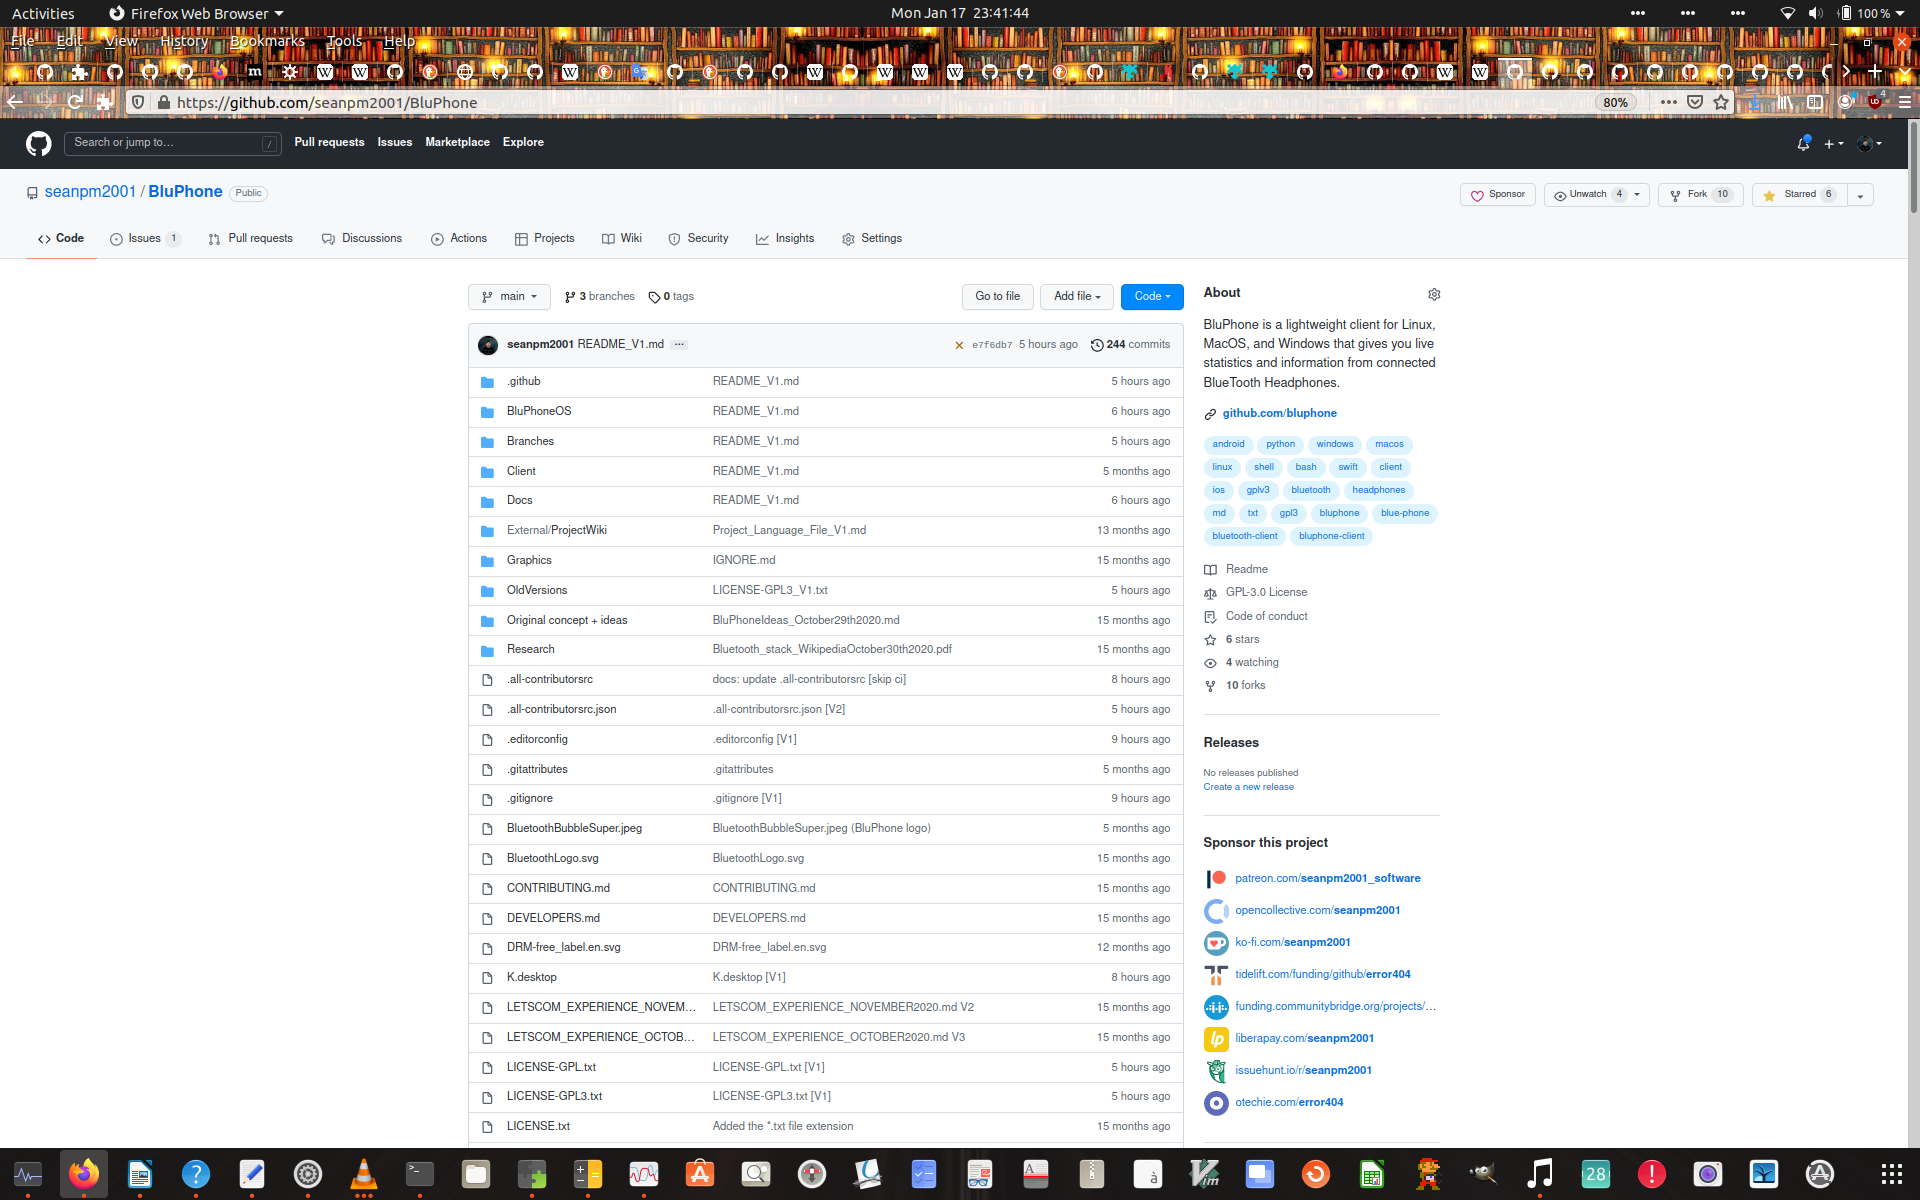 Activities
Firefox Web Browser
Mon Jan 17 23:41:44
100 %
File Edit View History Bookmarks Tools Help
https://github.com/seanpm2001/BluPhone
80%
4
Search or jump to…
/
Pull requests
Issues
Marketplace
Explore
seanpm2001 / BluPhone
Public
Sponsor
Unwatch 4
Fork 10
Starred 6
Code
Issues 1
Pull requests
Discussions
Actions
Projects
Wiki
Security
Insights
Settings
main
3 branches
0 tags
Go to file
Add file
Code
seanpm2001 README_V1.md ...
e7f6db7 5 hours ago
244 commits
.github README_V1.md 5 hours ago
BluPhoneOS README_V1.md 6 hours ago
Branches README_V1.md 5 hours ago
Client README_V1.md 5 months ago
Docs README_V1.md 6 hours ago
External/ProjectWiki Project_Language_File_V1.md 13 months ago
Graphics IGNORE.md 15 months ago
OldVersions LICENSE-GPL3_V1.txt 5 hours ago
Original concept + ideas BluPhoneIdeas_October29th2020.md 15 months ago
Research Bluetooth_stack_WikipediaOctober30th2020.pdf 15 months ago
.all-contributorsrc docs: update .all-contributorsrc [skip ci] 8 hours ago
.all-contributorsrc.json .all-contributorsrc.json [V2] 5 hours ago
.editorconfig .editorconfig [V1] 9 hours ago
.gitattributes .gitattributes 5 months ago
.gitignore .gitignore [V1] 9 hours ago
BluetoothBubbleSuper.jpeg BluetoothBubbleSuper.jpeg (BluPhone logo) 5 months ago
BluetoothLogo.svg BluetoothLogo.svg 15 months ago
CONTRIBUTING.md CONTRIBUTING.md 15 months ago
DEVELOPERS.md DEVELOPERS.md 15 months ago
DRM-free_label.en.svg DRM-free_label.en.svg 12 months ago
K.desktop K.desktop [V1] 8 hours ago
LETSCOM_EXPERIENCE_NOVEM… LETSCOM_EXPERIENCE_NOVEMBER2020.md V2 15 months ago
LETSCOM_EXPERIENCE_OCTOB… LETSCOM_EXPERIENCE_OCTOBER2020.md V3 15 months ago
LICENSE-GPL.txt LICENSE-GPL.txt [V1] 5 hours ago
LICENSE-GPL3.txt LICENSE-GPL3.txt [V1] 5 hours ago
LICENSE.txt Added the *.txt file extension 15 months ago
About
BluPhone is a lightweight client for Linux,
MacOS, and Windows that gives you live
statistics and information from connected
BlueTooth Headphones.
github.com/bluphone
android python windows macos
linux shell bash swift client
ios gplv3 bluetooth headphones
md txt gpl3 bluphone blue-phone
bluetooth-client bluphone-client
Readme
GPL-3.0 License
Code of conduct
6 stars
4 watching
10 forks
Releases
No releases published
Create a new release
Sponsor this project
patreon.com/seanpm2001_software
opencollective.com/seanpm2001
ko-fi.com/seanpm2001
tidelift.com/funding/github/error404
funding.communitybridge.org/projects/…
liberapay.com/seanpm2001
issuehunt.io/r/seanpm2001
otechie.com/error404
28